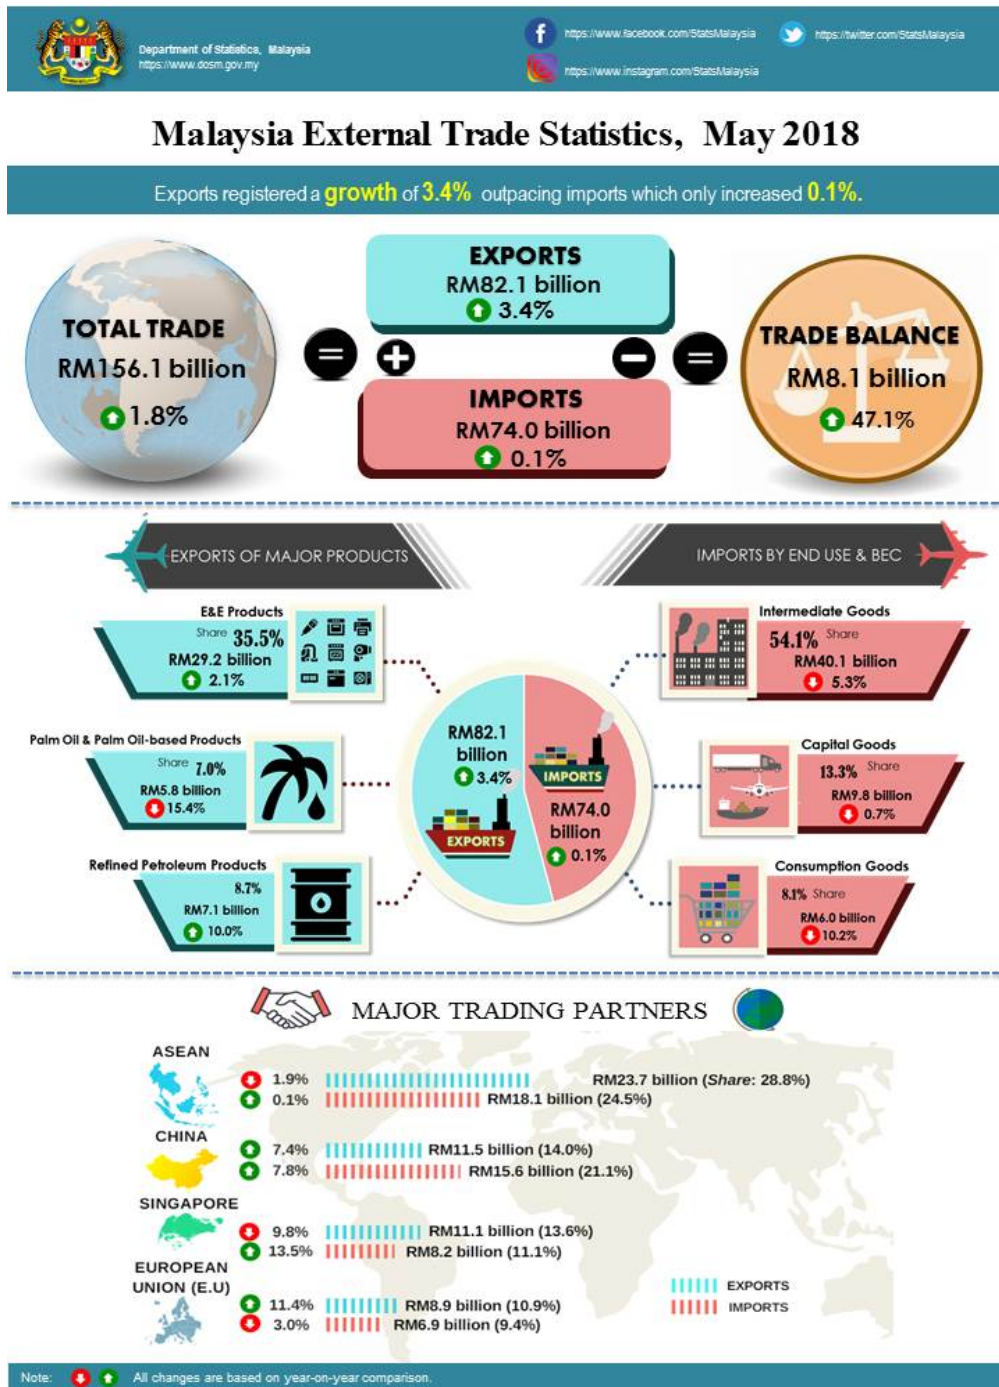 Department of Statistics, Malaysia
https://www.dosm.gov.my
https://www.facebook.com/StatsMalaysia
https://twitter.com/StatsMalaysia
https://www.instagram.com/StatsMalaysia
Malaysia External Trade Statistics, May 2018
Exports registered a growth of 3.4% outpacing imports which only increased 0.1%.
TOTAL TRADE
RM156.1 billion
1.8%
=
EXPORTS
RM82.1 billion
3.4%
+
−
IMPORTS
RM74.0 billion
0.1%
=
TRADE BALANCE
RM8.1 billion
47.1%
EXPORTS OF MAJOR PRODUCTS
IMPORTS BY END USE & BEC
E&E Products
Share 35.5%
RM29.2 billion
2.1%
Palm Oil & Palm Oil-based Products
Share 7.0%
RM5.8 billion
15.4%
Refined Petroleum Products
8.7%
RM7.1 billion
10.0%
RM82.1
billion
3.4%
EXPORTS
IMPORTS
RM74.0
billion
0.1%
Intermediate Goods
54.1% Share
RM40.1 billion
5.3%
Capital Goods
13.3% Share
RM9.8 billion
0.7%
Consumption Goods
8.1% Share
RM6.0 billion
10.2%
MAJOR TRADING PARTNERS
ASEAN
1.9% RM23.7 billion (Share: 28.8%)
0.1% RM18.1 billion (24.5%)
CHINA
7.4% RM11.5 billion (14.0%)
7.8% RM15.6 billion (21.1%)
SINGAPORE
9.8% RM11.1 billion (13.6%)
13.5% RM8.2 billion (11.1%)
EUROPEAN
UNION (E.U)
11.4% RM8.9 billion (10.9%)
3.0% RM6.9 billion (9.4%)
EXPORTS
IMPORTS
Note: All changes are based on year-on-year comparison.